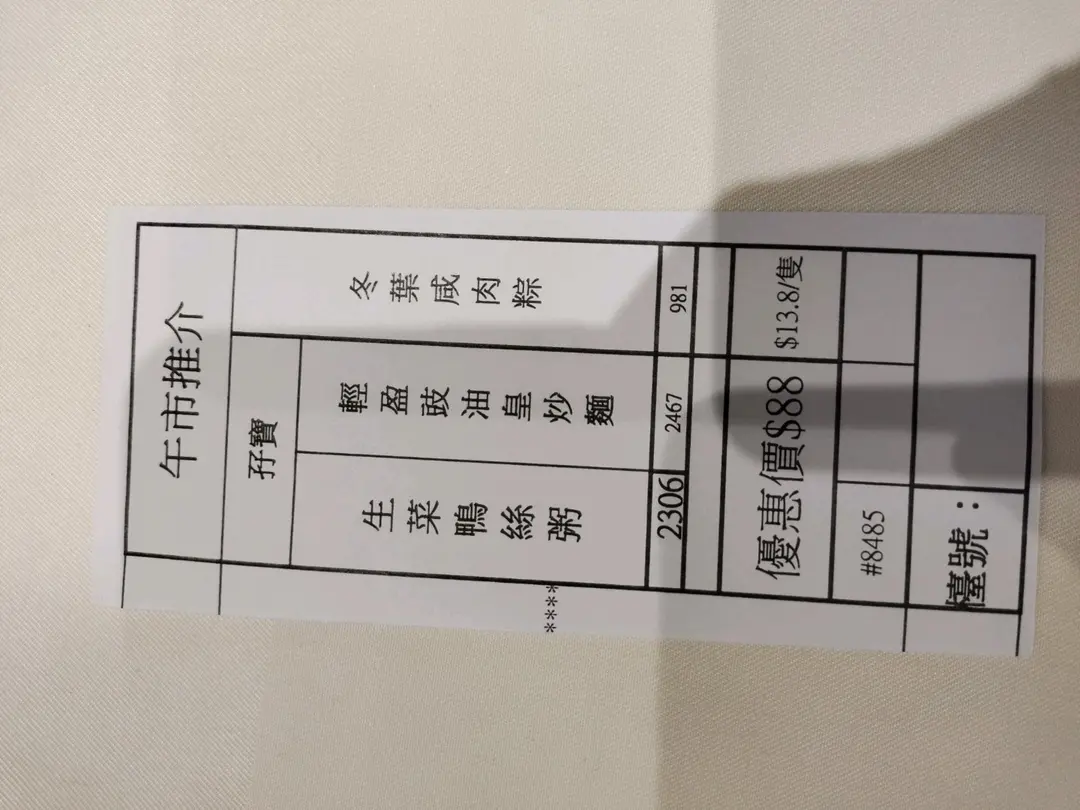 午市推介
孖寶
生菜鴨絲粥
輕盈豉油皇炒麵
冬葉咸肉粽
****
2306
2467
981
優惠價$88
$13.8/隻
#8485
檯號：